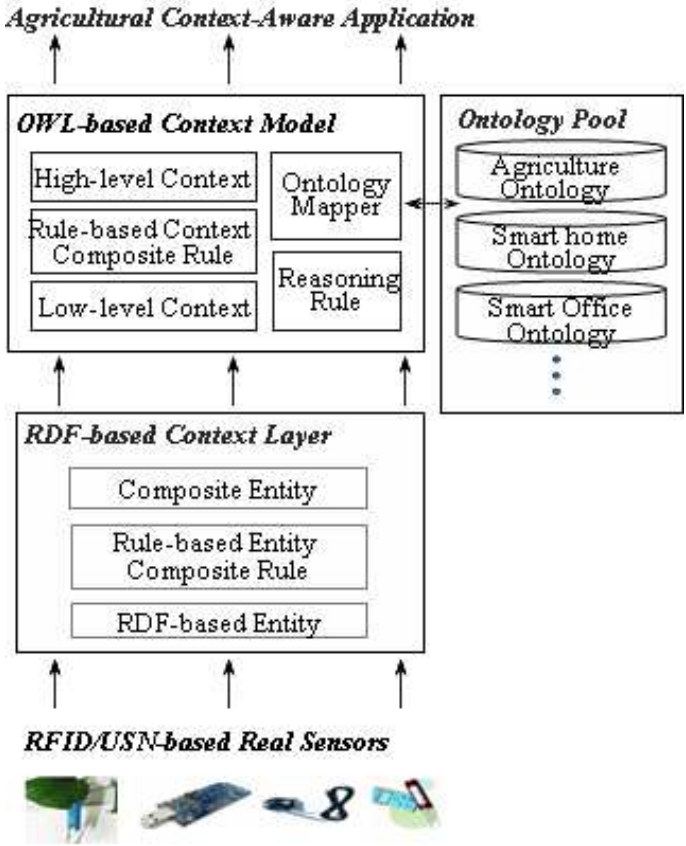 Agricultural Context-Aware Application
OWL-based Context Model
High-level Context
Rule-based Context
Composite Rule
Low-level Context
Ontology
Mapper
Reasoning
Rule
Ontology Pool
Agriculture
Ontology
Smart home
Ontology
Smart Office
Ontology
RDF-based Context Layer
Composite Entity
Rule-based Entity
Composite Rule
RDF-based Entity
RFID/USN-based Real Sensors